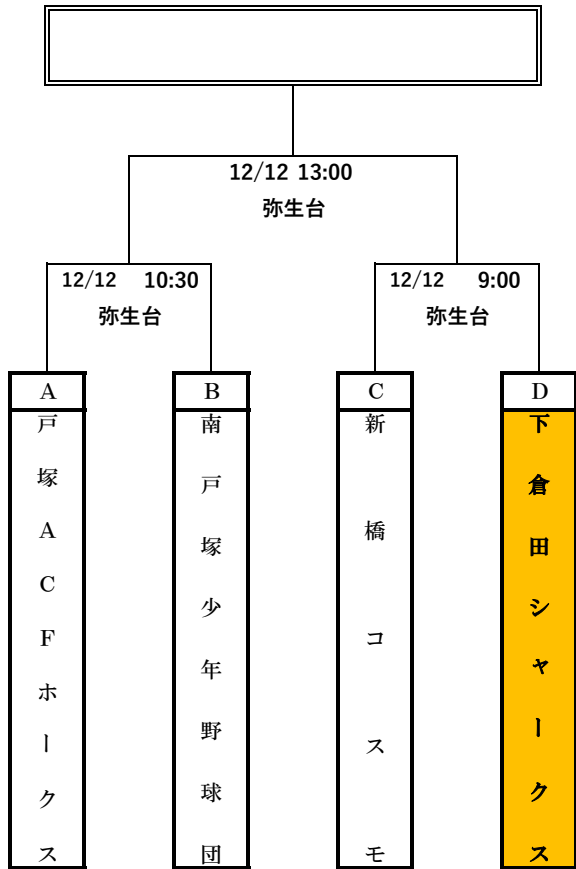 12/12 13:00
弥生台
12/12 10:30
弥生台
12/12 9:00
弥生台
A
戸塚ACFホークス
B
南戸塚少年野球団
C
新橋コスモ
D
下倉田シャークス